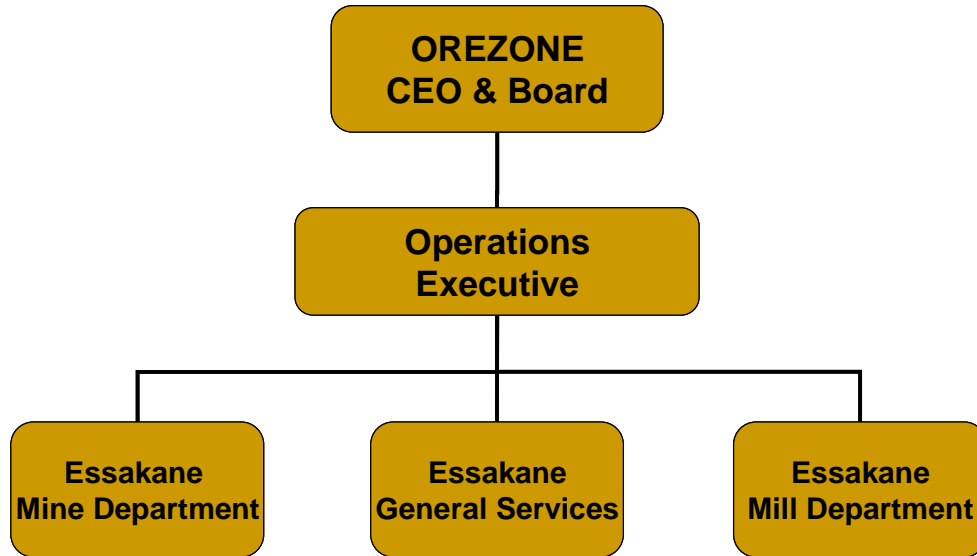 OREZONE
CEO & Board
Operations
Executive
Essakane
Mine Department
Essakane
General Services
Essakane
Mill Department